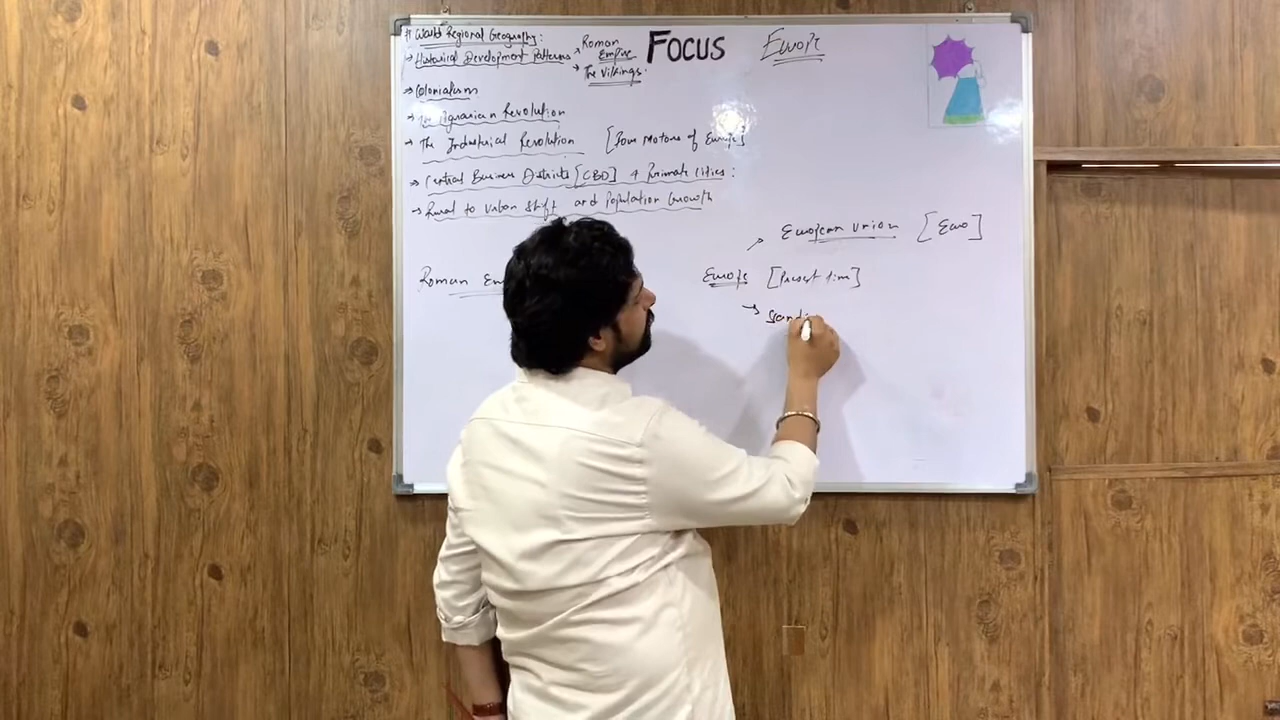 # World Regional Geography:
→ Historical Development Patterns → Roman Empire
→ The Vikings.
FOCUS
Europe
⇒ Colonialism
→ The Agrarian Revolution
→ The Industrial Revolution [Four Motors of Europe]
⇒ Central Business Districts [CBD] & Primate cities:
→ Rural to Urban Shift and Population Growth
→ European Union [Euro]
Roman Em
Europe [Present time]
→ Scandi